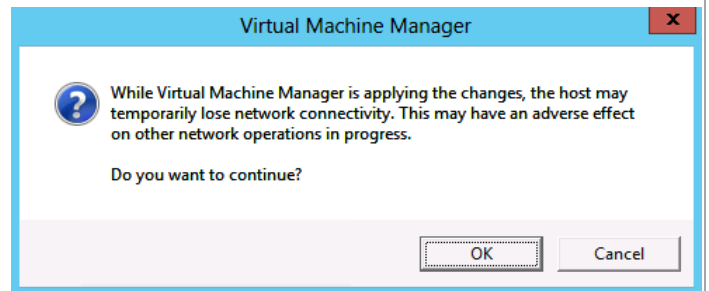 Virtual Machine Manager
x
While Virtual Machine Manager is applying the changes, the host may
temporarily lose network connectivity. This may have an adverse effect
on other network operations in progress.
Do you want to continue?
OK
Cancel